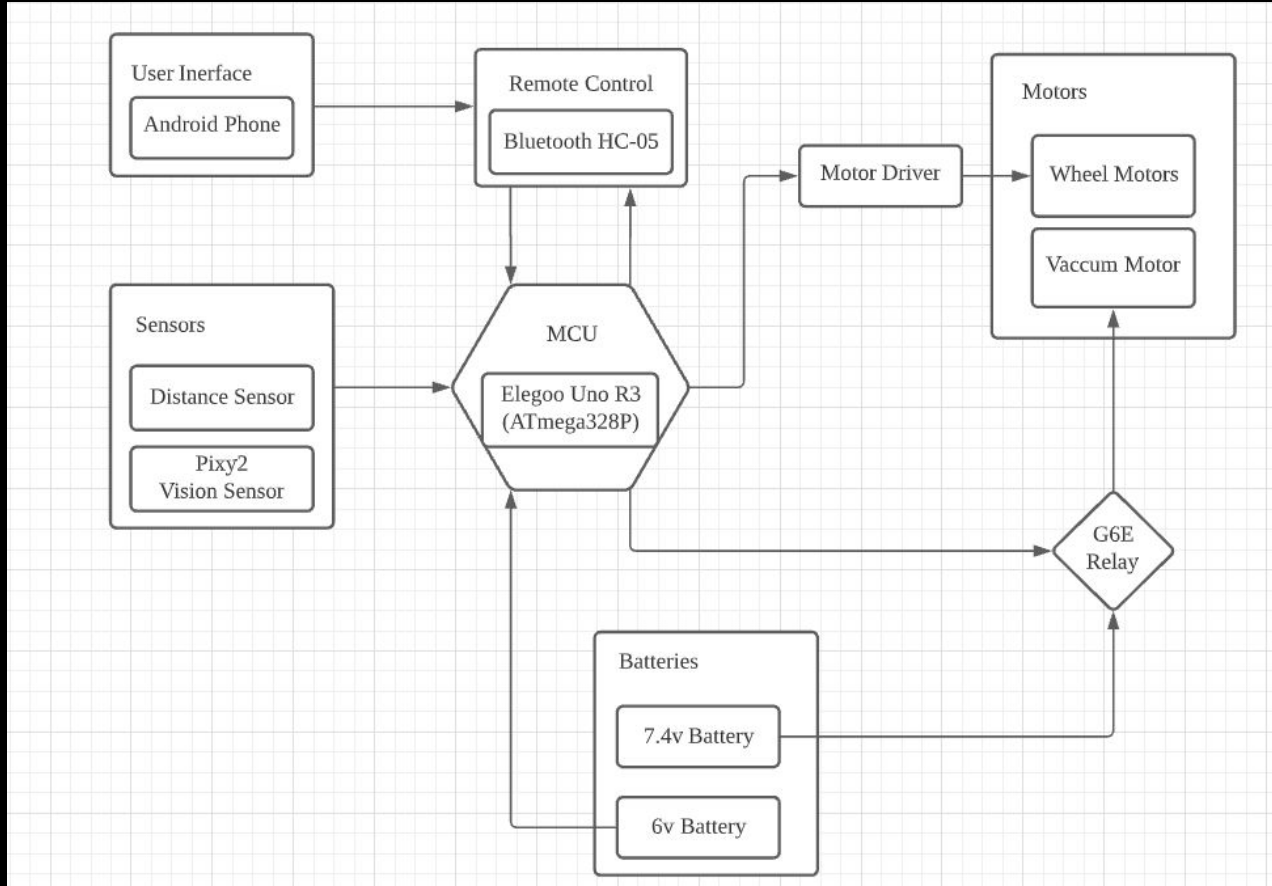 User Inerface
Android Phone
Remote Control
Bluetooth HC-05
Motor Driver
Motors
Wheel Motors
Vaccum Motor
Sensors
Distance Sensor
Pixy2
Vision Sensor
MCU
Elegoo Uno R3
(ATmega328P)
G6E
Relay
Batteries
7.4v Battery
6v Battery